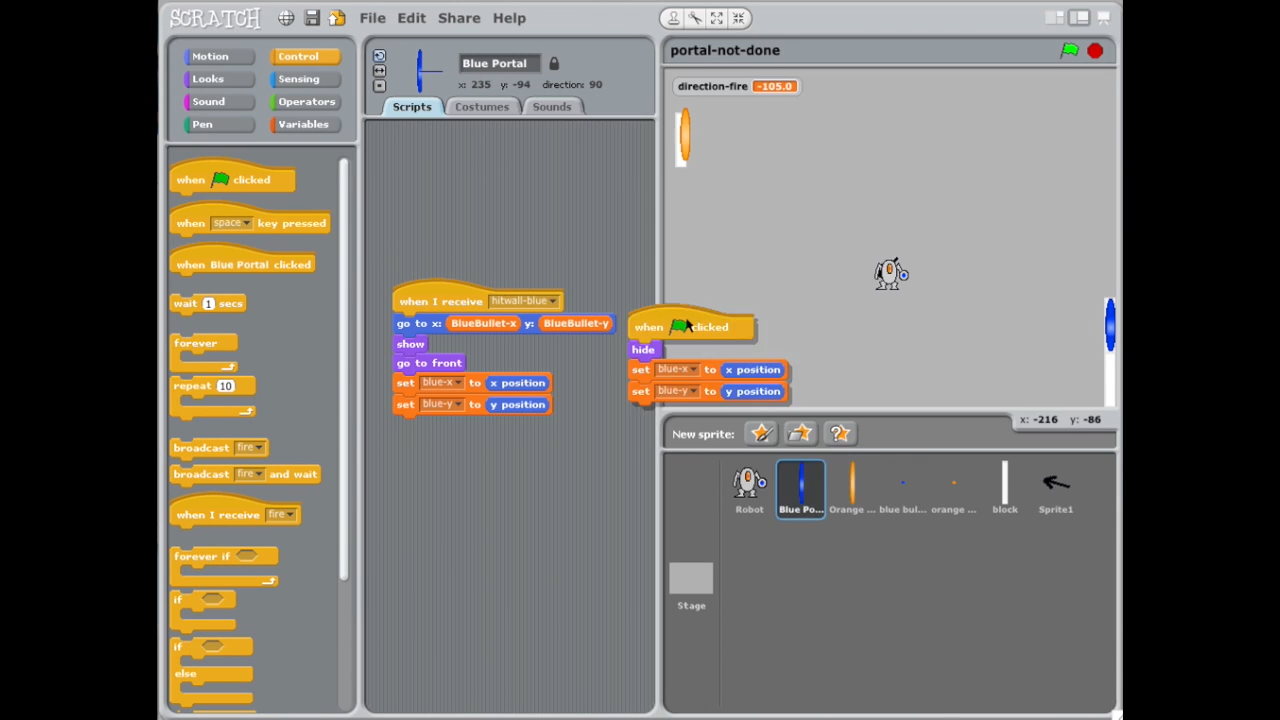 SCRATCH File Edit Share Help
Motion Control
Looks Sensing
Sound Operators
Pen Variables
Blue Portal
x: 235 y: -94 direction: 90
Scripts Costumes Sounds
portal-not-done
direction-fire -105.0
when clicked
when space key pressed
when Blue Portal clicked
wait 1 secs
forever
repeat 10
broadcast fire
broadcast fire and wait
when I receive fire
forever if
if
if
else
when I receive hitwall-blue
go to x: BlueBullet-x y: BlueBullet-y
show
go to front
set blue-x to x position
set blue-y to y position
when clicked
hide
set blue-x to x position
set blue-y to y position
x: -216 y: -86
New sprite:
Robot Blue Po... Orange ... blue bul... orange ... block Sprite1
Stage